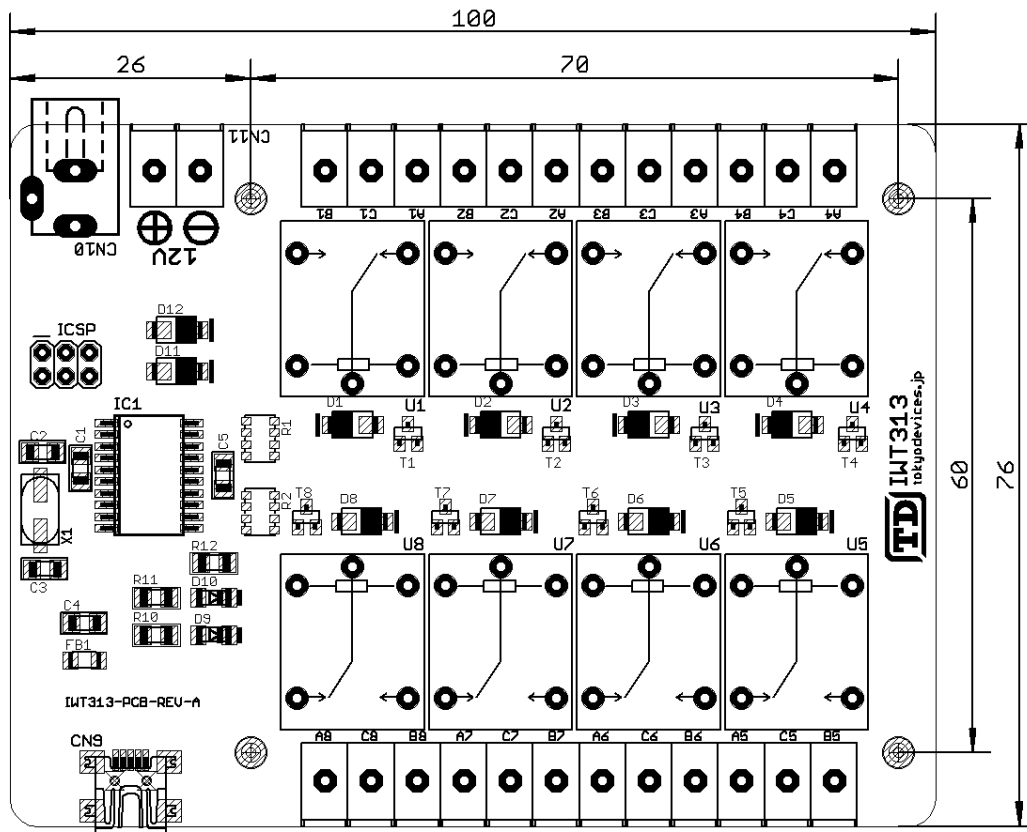 100
26
70
CN11
B1 C1 A1 B2 C2 A2 B3 C3 A3 B4 C4 A4
CN10
12V
D12
ICSP
D11
IC1
D1 U1 D2 U2 D3 U3 D4 U4
C2 C1 C5 R1
T1 T2 T3 T4
IWT313
tokyodevices.jp
TD
60
76
R2
T8 D8 T7 D7 T6 D6 T5 D5
X1
U8 U7 U6 U5
R12
C3
R11 D10
C4
R10 D9
FB1
IWT313-PCB-REV-A
CN9
A8 C8 B8 A7 C7 B7 A6 C6 B6 A5 C5 B5